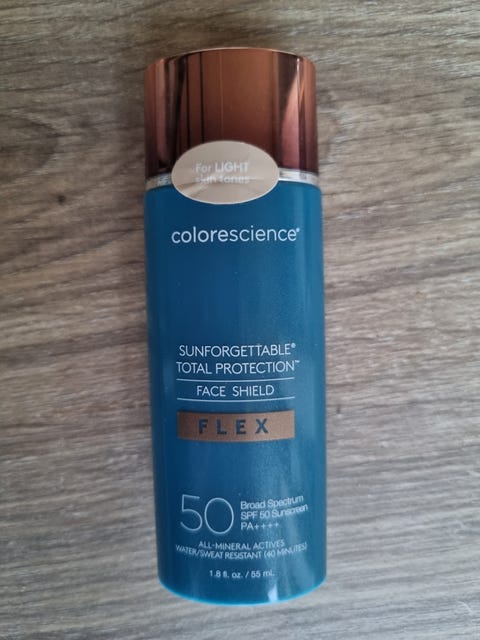 For LIGHT
skin tones
colorescience®
SUNFORGETTABLE®
TOTAL PROTECTION™
FACE SHIELD
FLEX
50
Broad Spectrum
SPF 50 Sunscreen
PA++++
ALL-MINERAL ACTIVES
WATER/SWEAT RESISTANT (40 MINUTES)
1.8 fl. oz. / 55 mL